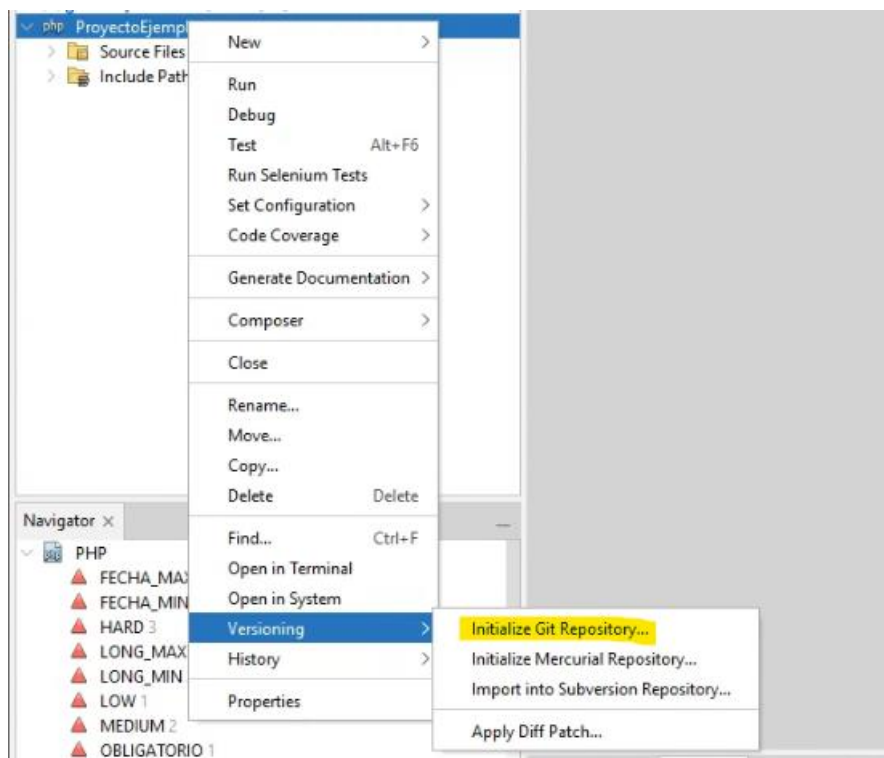 php ProyectoEjempl
Source Files
Include Path
New
Run
Debug
Test Alt+F6
Run Selenium Tests
Set Configuration
Code Coverage
Generate Documentation
Composer
Close
Rename...
Move...
Copy...
Delete Delete
Find... Ctrl+F
Open in Terminal
Open in System
Versioning
History
Properties
Initialize Git Repository...
Initialize Mercurial Repository...
Import into Subversion Repository...
Apply Diff Patch...
Navigator
PHP
FECHA_MAX
FECHA_MIN
HARD 3
LONG_MAX
LONG_MIN
LOW 1
MEDIUM 2
OBLIGATORIO 1